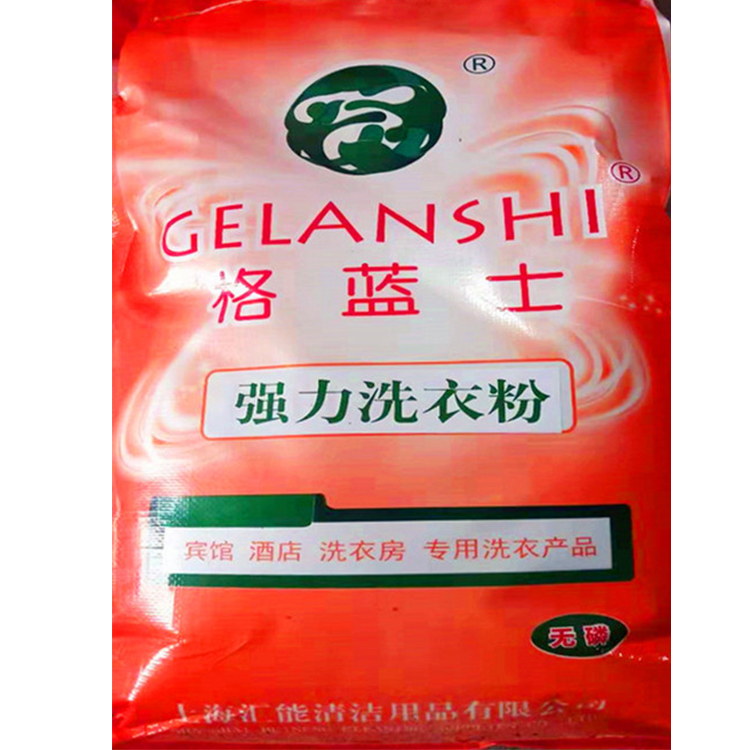 ®
GELANSHI®
格蓝士
强力洗衣粉
宾馆 酒店 洗衣房 专用洗衣产品
无磷
上海汇能清洁用品有限公司